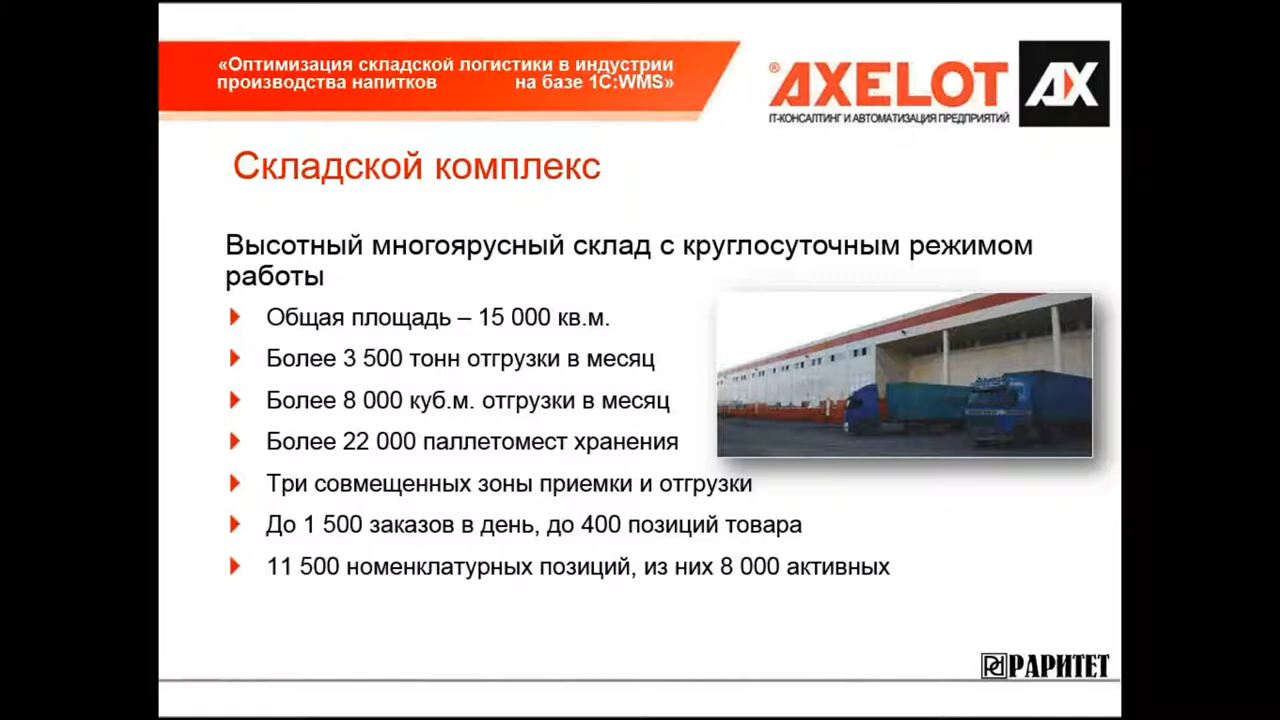 «Оптимизация складской логистики в индустрии
производства напитков на базе 1С:WMS»
®AXELOT AX
IT-КОНСАЛТИНГ И АВТОМАТИЗАЦИЯ ПРЕДПРИЯТИЙ
Складской комплекс
Высотный многоярусный склад с круглосуточным режимом
работы
Общая площадь – 15 000 кв.м.
Более 3 500 тонн отгрузки в месяц
Более 8 000 куб.м. отгрузки в месяц
Более 22 000 паллетомест хранения
Три совмещенных зоны приемки и отгрузки
До 1 500 заказов в день, до 400 позиций товара
11 500 номенклатурных позиций, из них 8 000 активных
РАРИТЕТ